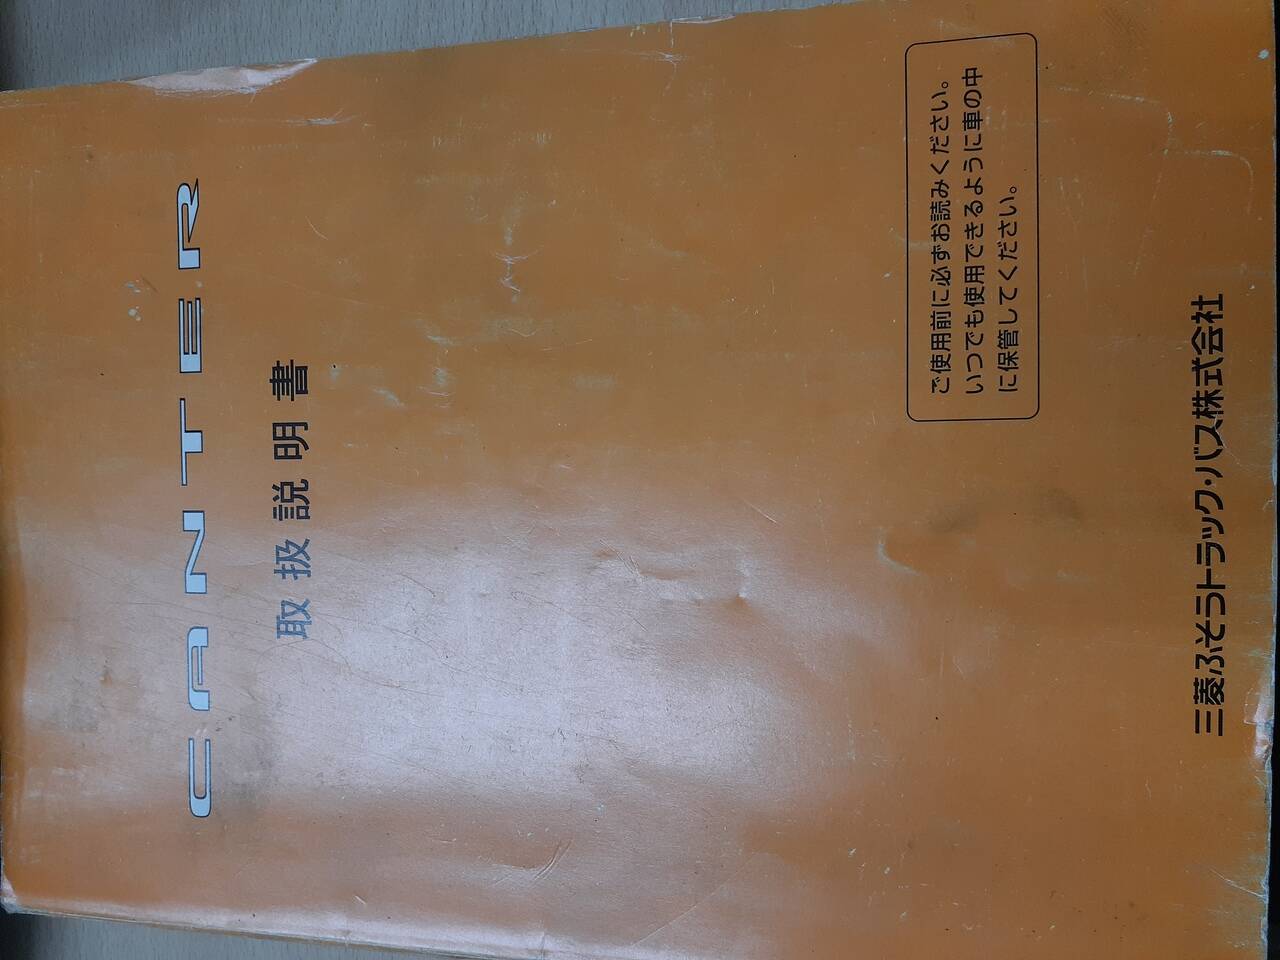 CANTER
取扱説明書
ご使用前に必ずお読みください。
いつでも使用できるように車の中
に保管してください。
三菱ふそうトラック・バス株式会社